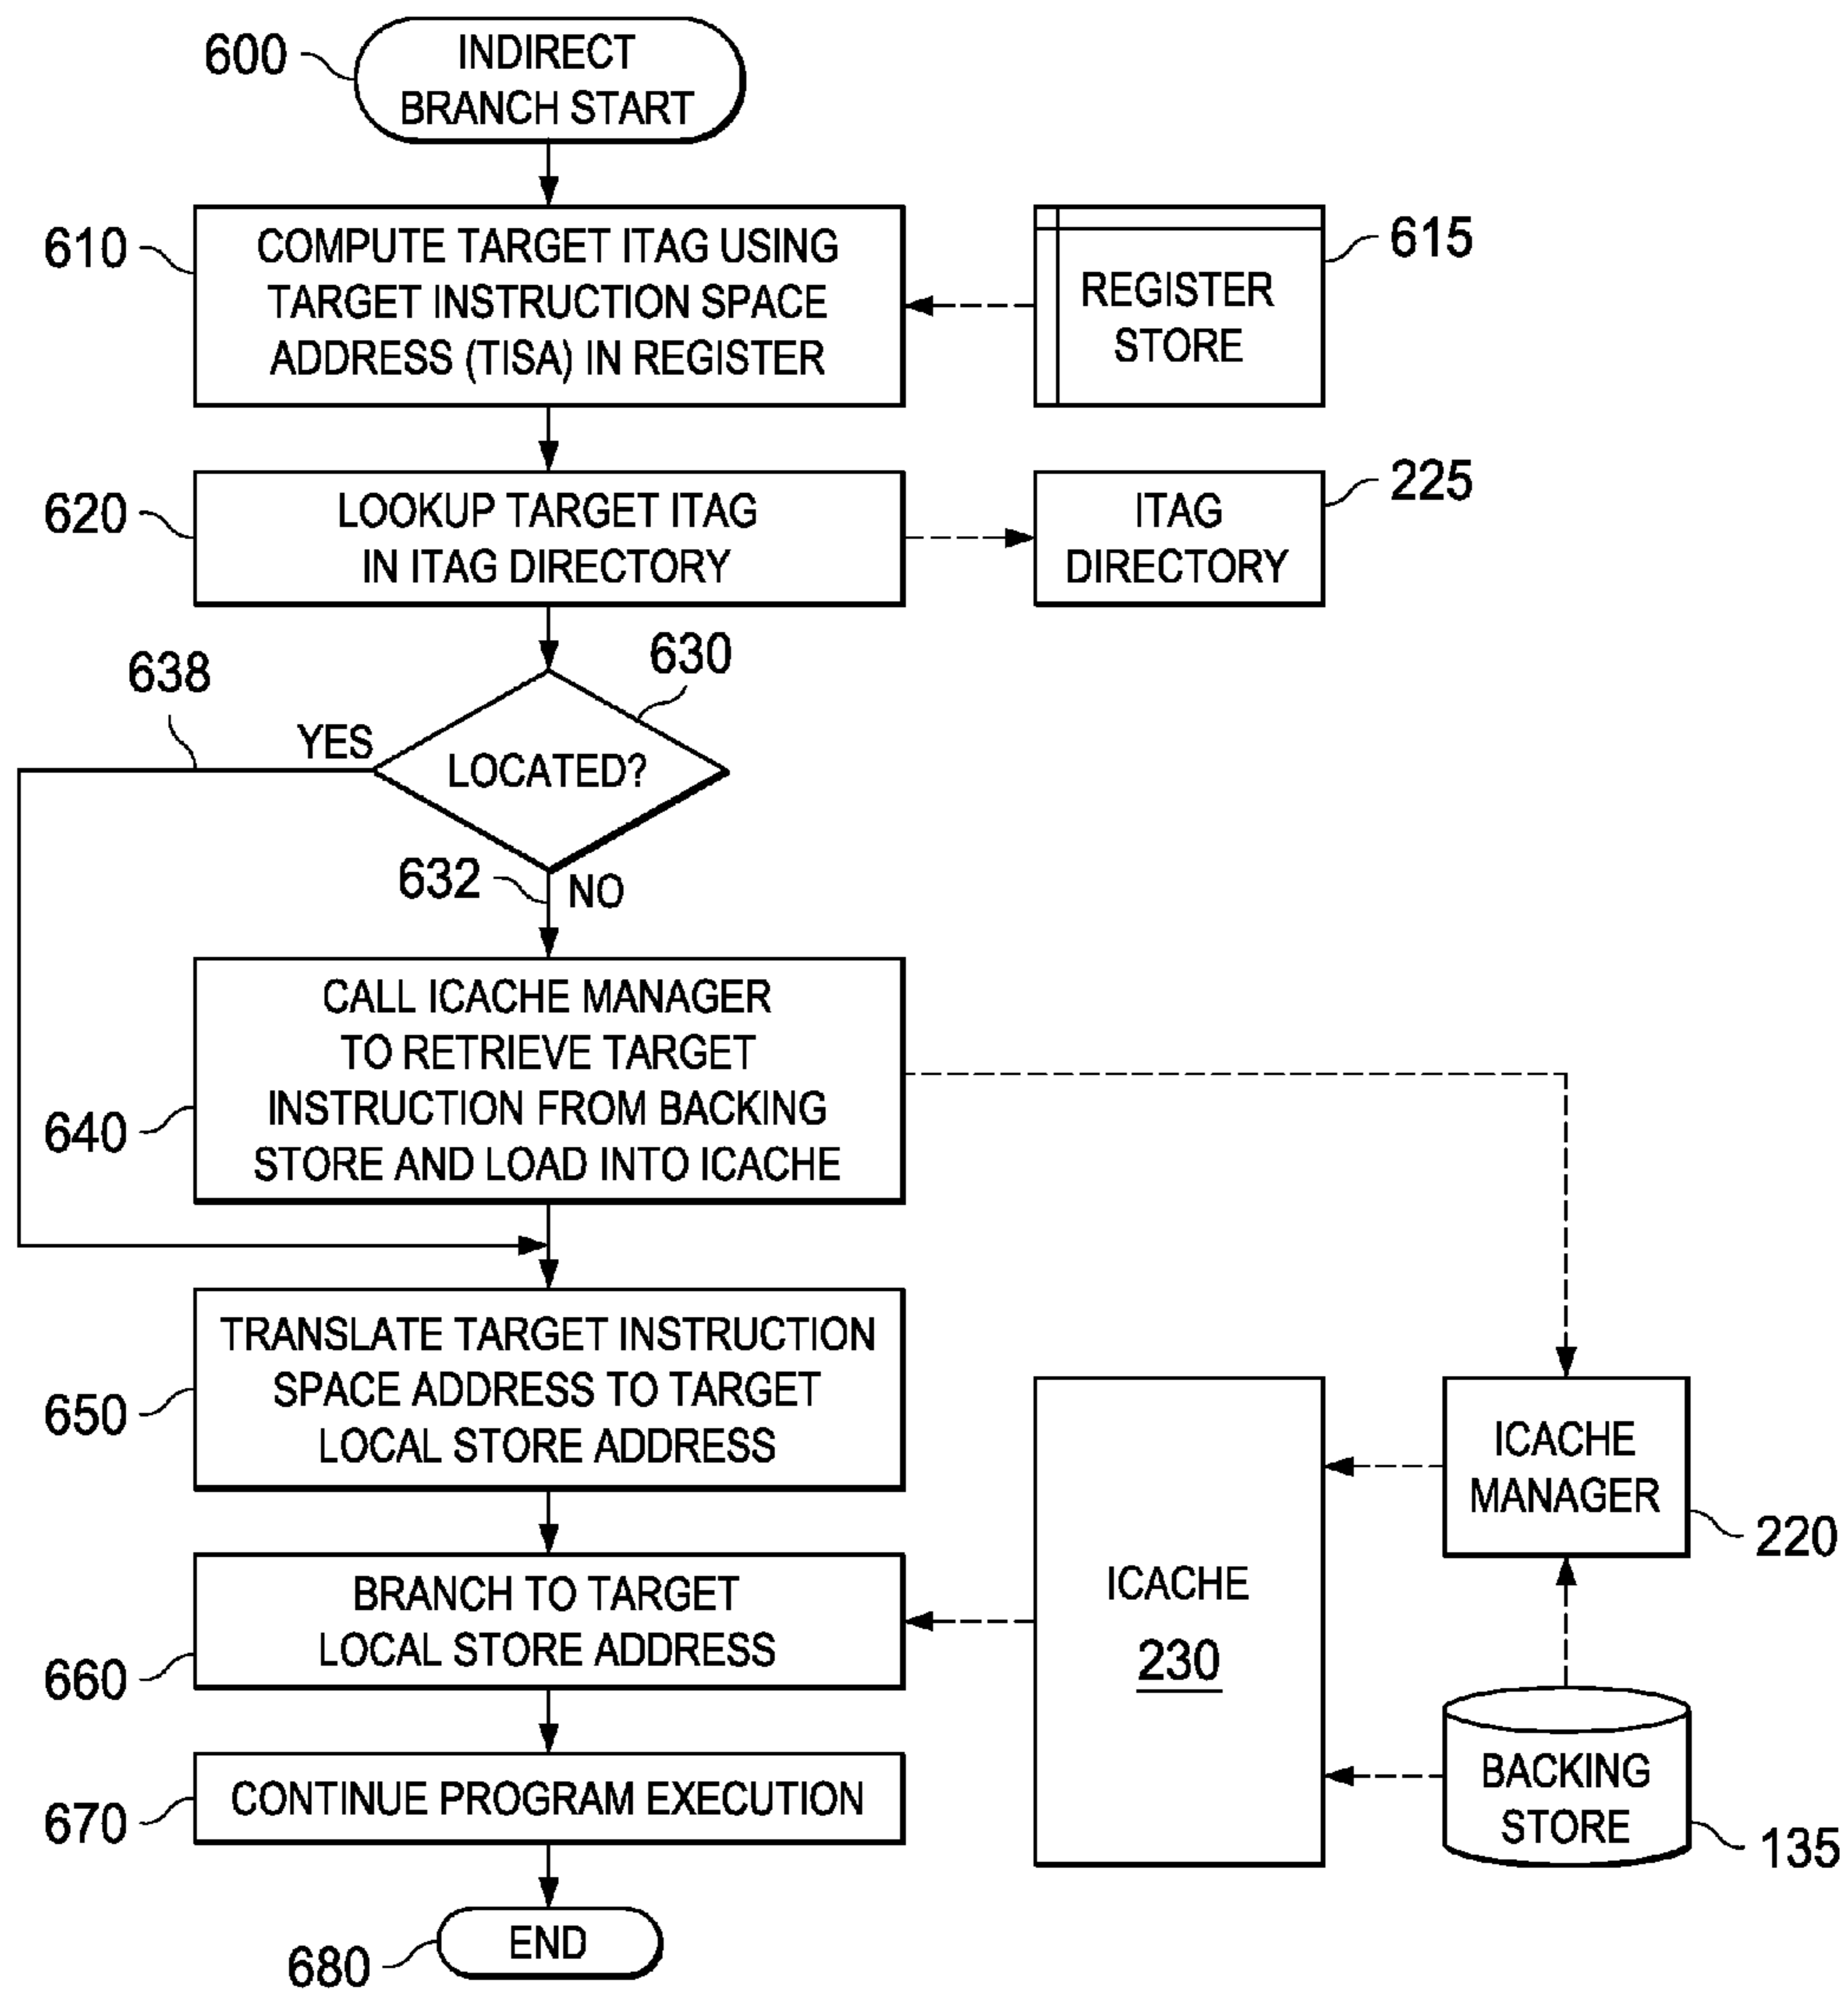 600
INDIRECT
BRANCH START
610
COMPUTE TARGET ITAG USING
TARGET INSTRUCTION SPACE
ADDRESS (TISA) IN REGISTER
REGISTER
STORE
615
620
LOOKUP TARGET ITAG
IN ITAG DIRECTORY
ITAG
DIRECTORY
225
638
YES
630
LOCATED?
632
NO
640
CALL ICACHE MANAGER
TO RETRIEVE TARGET
INSTRUCTION FROM BACKING
STORE AND LOAD INTO ICACHE
650
TRANSLATE TARGET INSTRUCTION
SPACE ADDRESS TO TARGET
LOCAL STORE ADDRESS
ICACHE
MANAGER
220
660
BRANCH TO TARGET
LOCAL STORE ADDRESS
ICACHE
230
670
CONTINUE PROGRAM EXECUTION
BACKING
STORE
135
680
END